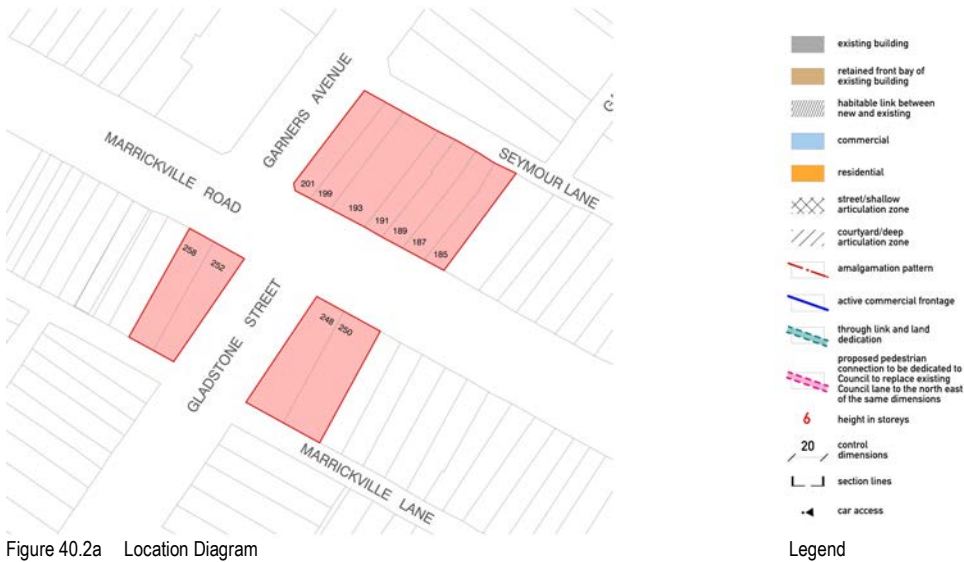 GARNERS AVENUE
MARRICKVILLE ROAD
SEYMOUR LANE
201
199
193
191
189
187
185
258
252
GLADSTONE STREET
248
250
MARRICKVILLE LANE
Figure 40.2a Location Diagram
existing building
retained front bay of
existing building
habitable link between
new and existing
commercial
residential
street/shallow
articulation zone
courtyard/deep
articulation zone
amalgamation pattern
active commercial frontage
through link and land
dedication
proposed pedestrian
connection to be dedicated to
Council to replace existing
Council lane to the north east
of the same dimensions
6 height in storeys
20 control
dimensions
section lines
car access
Legend